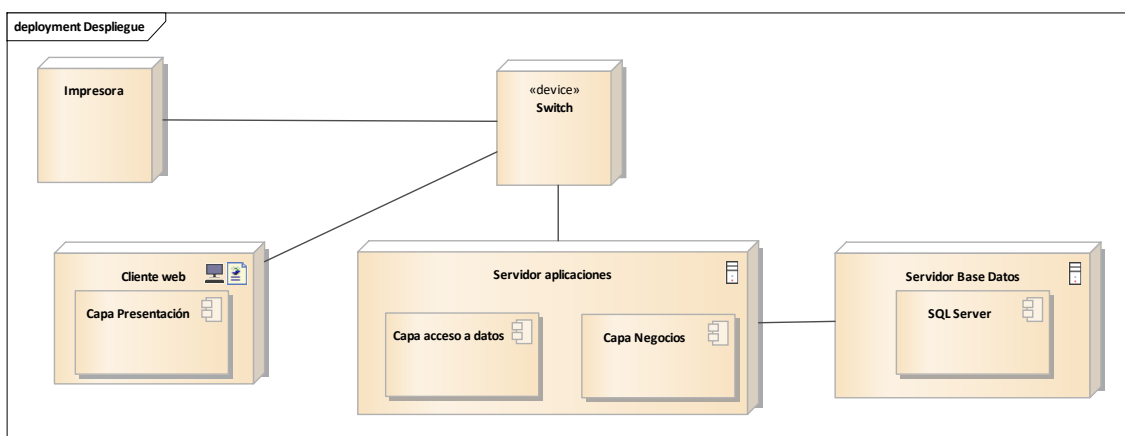 deployment Despliegue
Impresora
«device»
Switch
Cliente web
Capa Presentación
Servidor aplicaciones
Capa acceso a datos
Capa Negocios
Servidor Base Datos
SQL Server